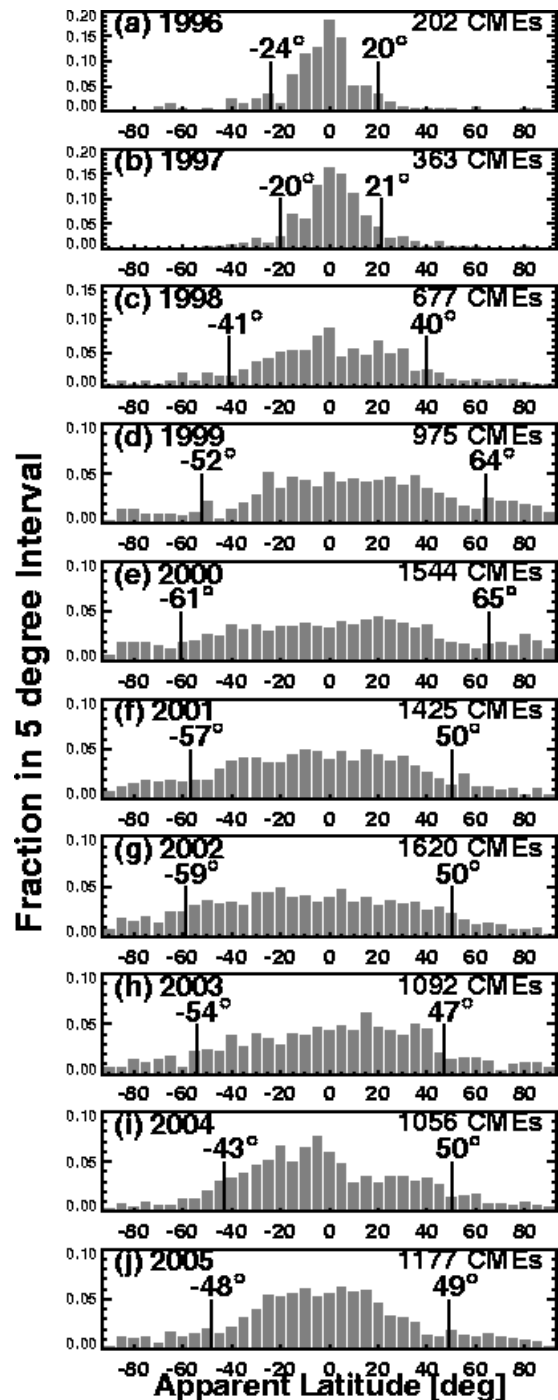 Fraction in 5 degree Interval
(a) 1996 202 CMEs
-24° 20°
0.20
0.15
0.10
0.05
0.00
-80 -60 -40 -20 0 20 40 60 80
(b) 1997 363 CMEs
-20° 21°
0.20
0.15
0.10
0.05
0.00
-80 -60 -40 -20 0 20 40 60 80
(c) 1998 677 CMEs
-41° 40°
0.15
0.10
0.05
0.00
-80 -60 -40 -20 0 20 40 60 80
(d) 1999 975 CMEs
-52° 64°
0.10
0.05
0.00
-80 -60 -40 -20 0 20 40 60 80
(e) 2000 1544 CMEs
-61° 65°
0.10
0.05
0.00
-80 -60 -40 -20 0 20 40 60 80
(f) 2001 1425 CMEs
-57° 50°
0.10
0.05
0.00
-80 -60 -40 -20 0 20 40 60 80
(g) 2002 1620 CMEs
-59° 50°
0.10
0.05
0.00
-80 -60 -40 -20 0 20 40 60 80
(h) 2003 1092 CMEs
-54° 47°
0.10
0.05
0.00
-80 -60 -40 -20 0 20 40 60 80
(i) 2004 1056 CMEs
-43° 50°
0.10
0.05
0.00
-80 -60 -40 -20 0 20 40 60 80
(j) 2005 1177 CMEs
-48° 49°
0.10
0.05
0.00
-80 -60 -40 -20 0 20 40 60 80
Apparent Latitude [deg]